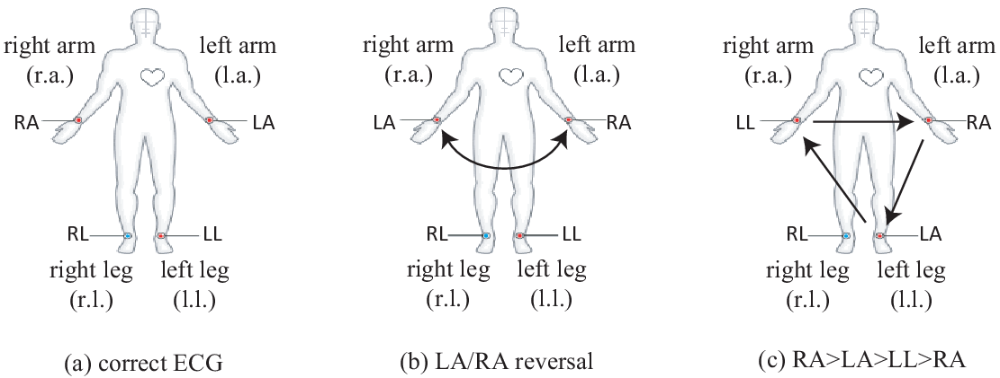 right arm
(r.a.)
left arm
(l.a.)
RA
LA
RL
LL
right leg
(r.l.)
left leg
(l.l.)
(a) correct ECG
right arm
(r.a.)
left arm
(l.a.)
LA
RA
RL
LL
right leg
(r.l.)
left leg
(l.l.)
(b) LA/RA reversal
right arm
(r.a.)
left arm
(l.a.)
LL
RA
RL
LA
right leg
(r.l.)
left leg
(l.l.)
(c) RA>LA>LL>RA